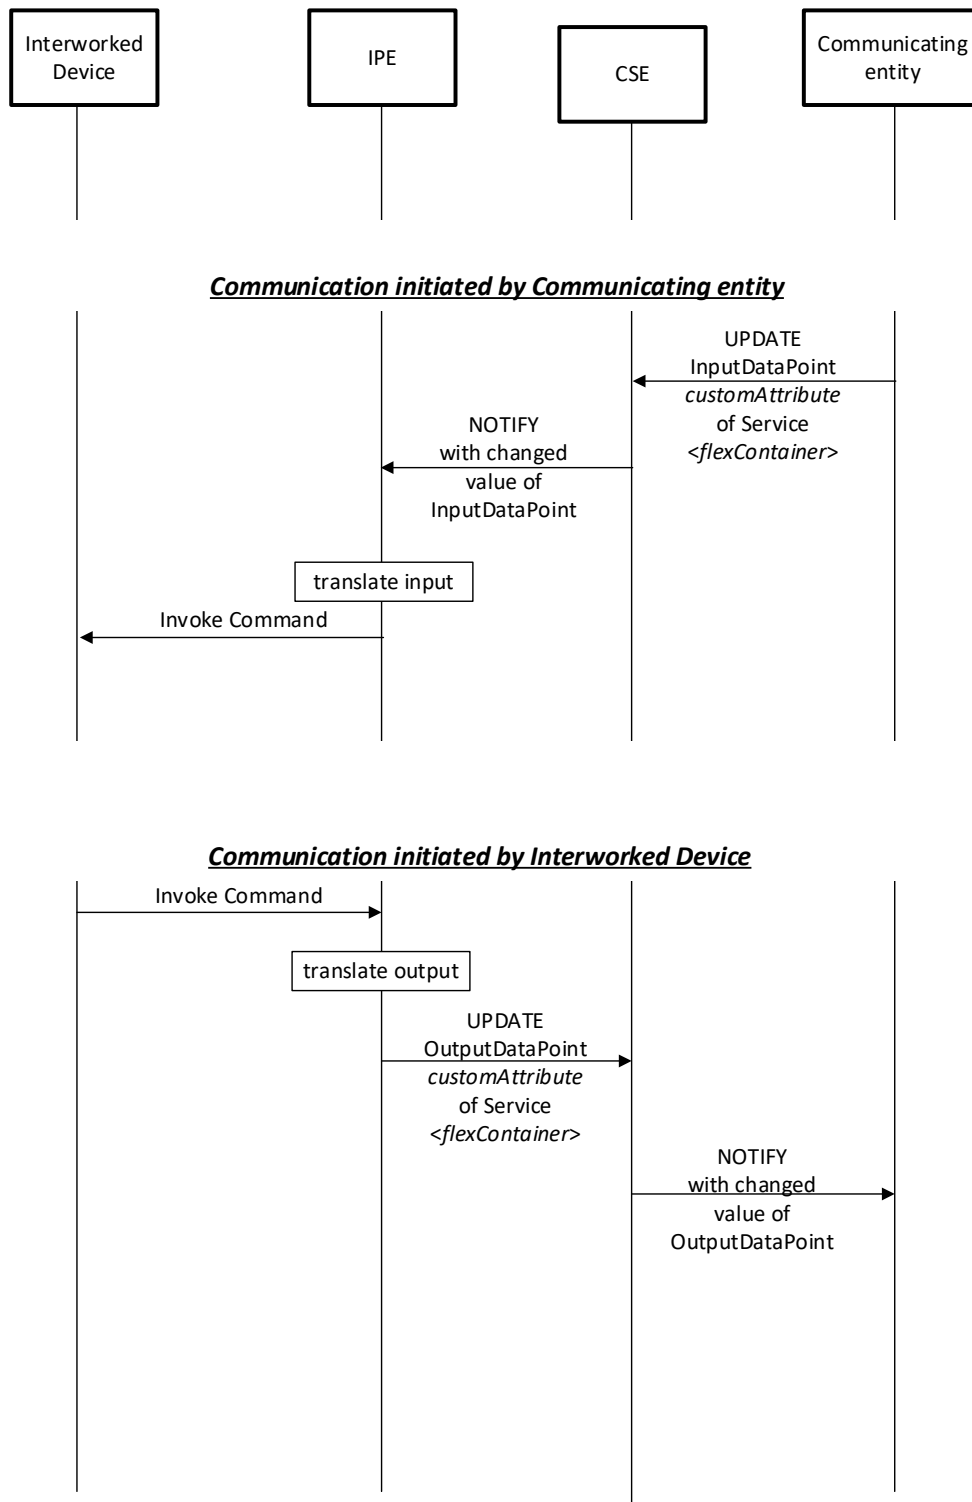 Interworked
Device
IPE
CSE
Communicating
entity
Communication initiated by Communicating entity
UPDATE
InputDataPoint
customAttribute
of Service
<flexContainer>
NOTIFY
with changed
value of
InputDataPoint
translate input
Invoke Command
Communication initiated by Interworked Device
Invoke Command
translate output
UPDATE
OutputDataPoint
customAttribute
of Service
<flexContainer>
NOTIFY
with changed
value of
OutputDataPoint